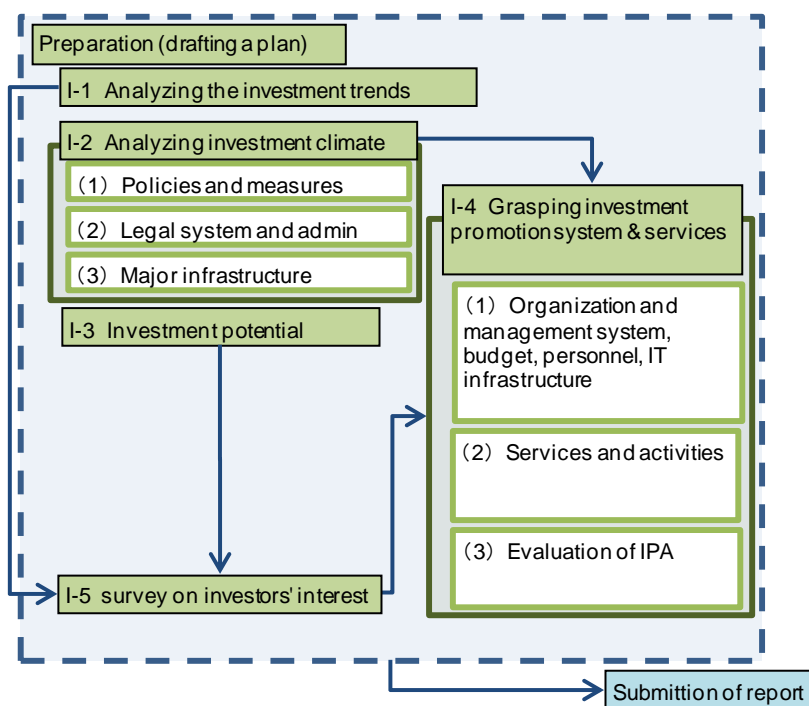 Preparation (drafting a plan)
I-1 Analyzing the investment trends
I-2 Analyzing investment climate
（1）Policies and measures
（2）Legal system and admin
（3）Major infrastructure
I-3 Investment potential
I-4 Grasping investment
promotion system & services
（1）Organization and
management system,
budget, personnel, IT
infrastructure
（2）Services and activities
（3）Evaluation of IPA
I-5 survey on investors' interest
Submittion of report